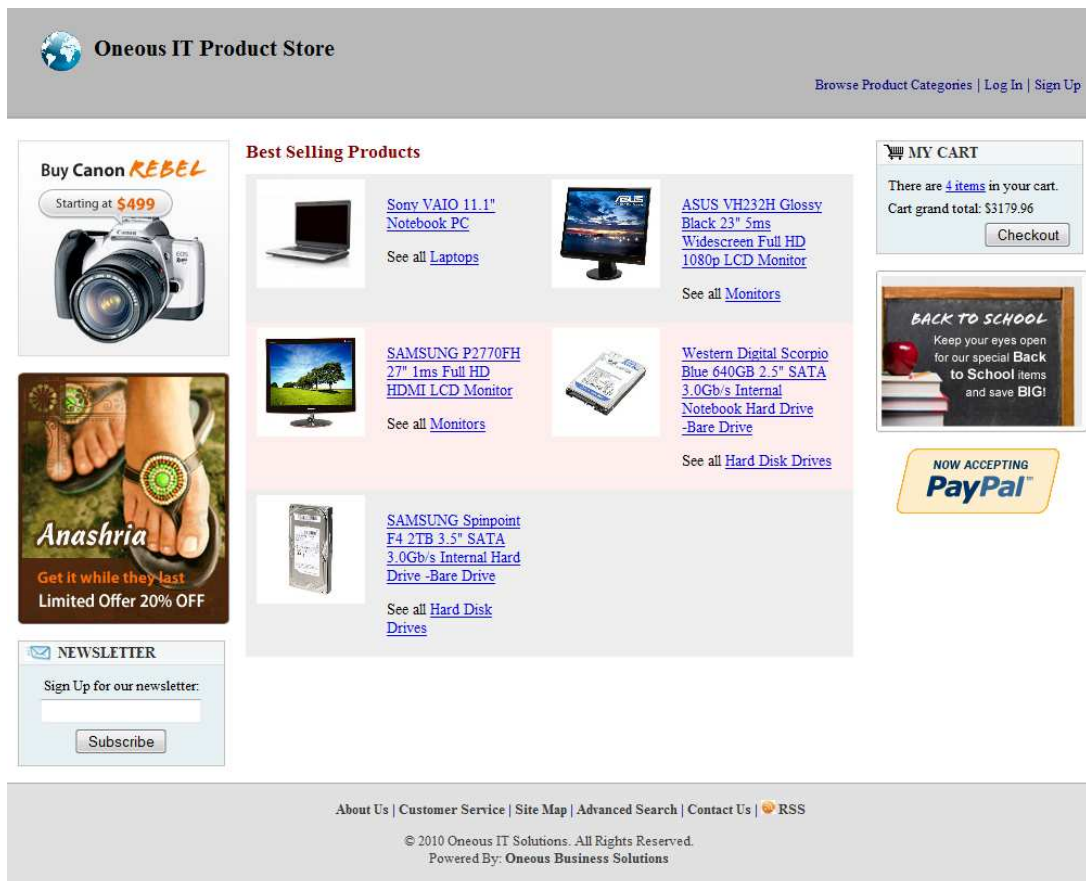 Oneous IT Product Store
Browse Product Categories | Log In | Sign Up
Buy Canon REBEL
Starting at $499
Canon
EOS
Anashria
Get it while they last
Limited Offer 20% OFF
NEWSLETTER
Sign Up for our newsletter:
Subscribe
Best Selling Products
Sony VAIO 11.1"
Notebook PC
See all Laptops
/ISUS
ASUS VH232H Glossy
Black 23" 5ms
Widescreen Full HD
1080p LCD Monitor
See all Monitors
SAMSUNG P2770FH
27" 1ms Full HD
HDMI LCD Monitor
See all Monitors
Western Digital Scorpio
Blue 640GB 2.5" SATA
3.0Gb/s Internal
Notebook Hard Drive
-Bare Drive
See all Hard Disk Drives
SAMSUNG Spinpoint
F4 2TB 3.5" SATA
3.0Gb/s Internal Hard
Drive -Bare Drive
See all Hard Disk
Drives
MY CART
There are 4 items in your cart.
Cart grand total: $3179.96
Checkout
BACK TO SCHOOL
Keep your eyes open
for our special Back
to School items
and save BIG!
NOW ACCEPTING
PayPal™
About Us | Customer Service | Site Map | Advanced Search | Contact Us | RSS
© 2010 Oneous IT Solutions. All Rights Reserved.
Powered By: Oneous Business Solutions